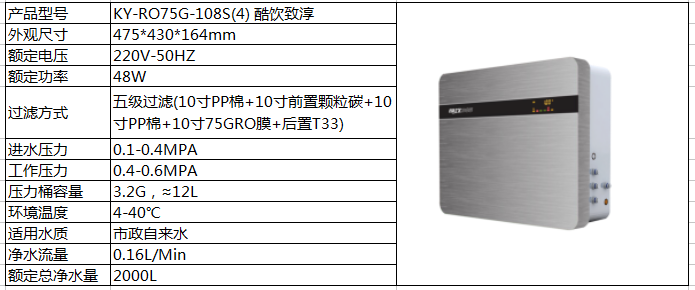 产品型号 KY-RO75G-108S(4) 酷饮致淳
外观尺寸 475*430*164mm
额定电压 220V-50HZ
额定功率 48W
过滤方式 五级过滤(10寸PP棉+10寸前置颗粒碳+10
寸PP棉+10寸75GRO膜+后置T33)
进水压力 0.1-0.4MPA
工作压力 0.4-0.6MPA
压力桶容量 3.2G，≈12L
环境温度 4-40℃
适用水质 市政自来水
净水流量 0.16L/Min
额定总净水量 2000L